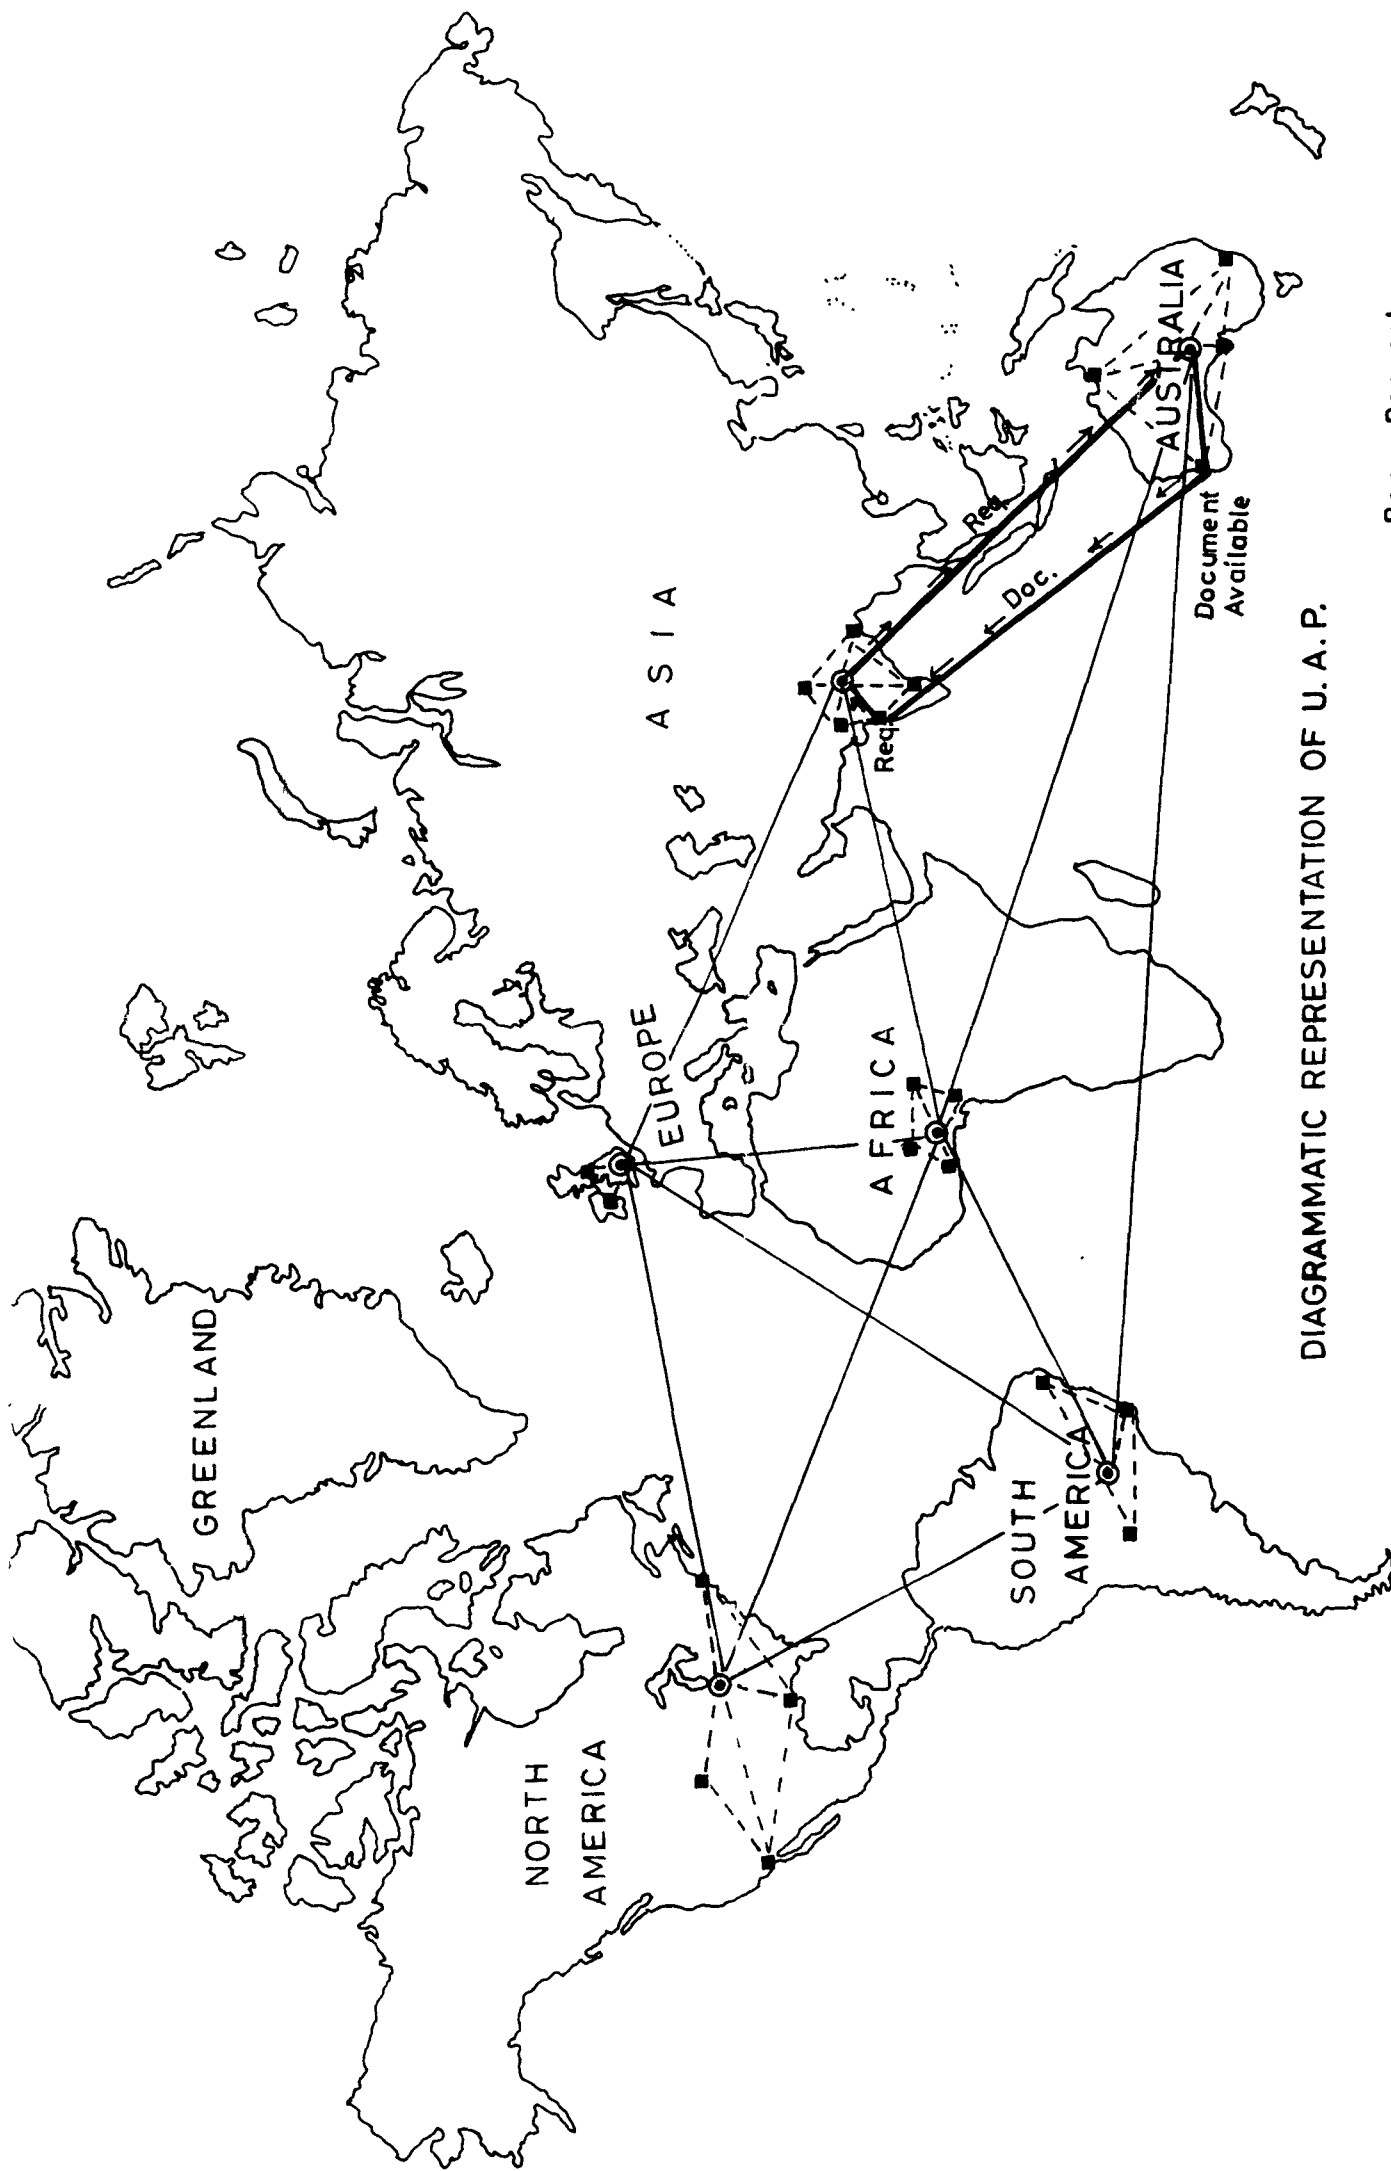 GREENLAND
NORTH
AMERICA
EUROPE
ASIA
AFRICA
SOUTH
AMERICA
AUSTRALIA
Req.
Req.
Doc.
Document
Available
DIAGRAMMATIC REPRESENTATION OF U.A.P.